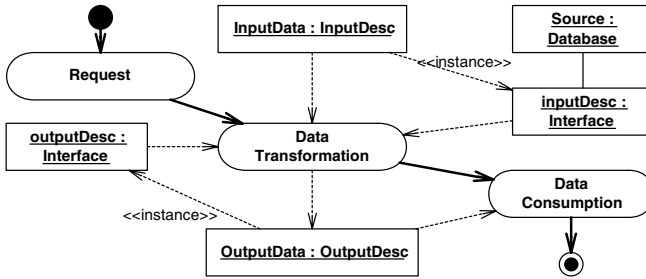 InputData : InputDesc
Source :
Database
<<instance>>
Request
inputDesc :
Interface
outputDesc :
Interface
Data
Transformation
Data
Consumption
<<instance>>
OutputData : OutputDesc